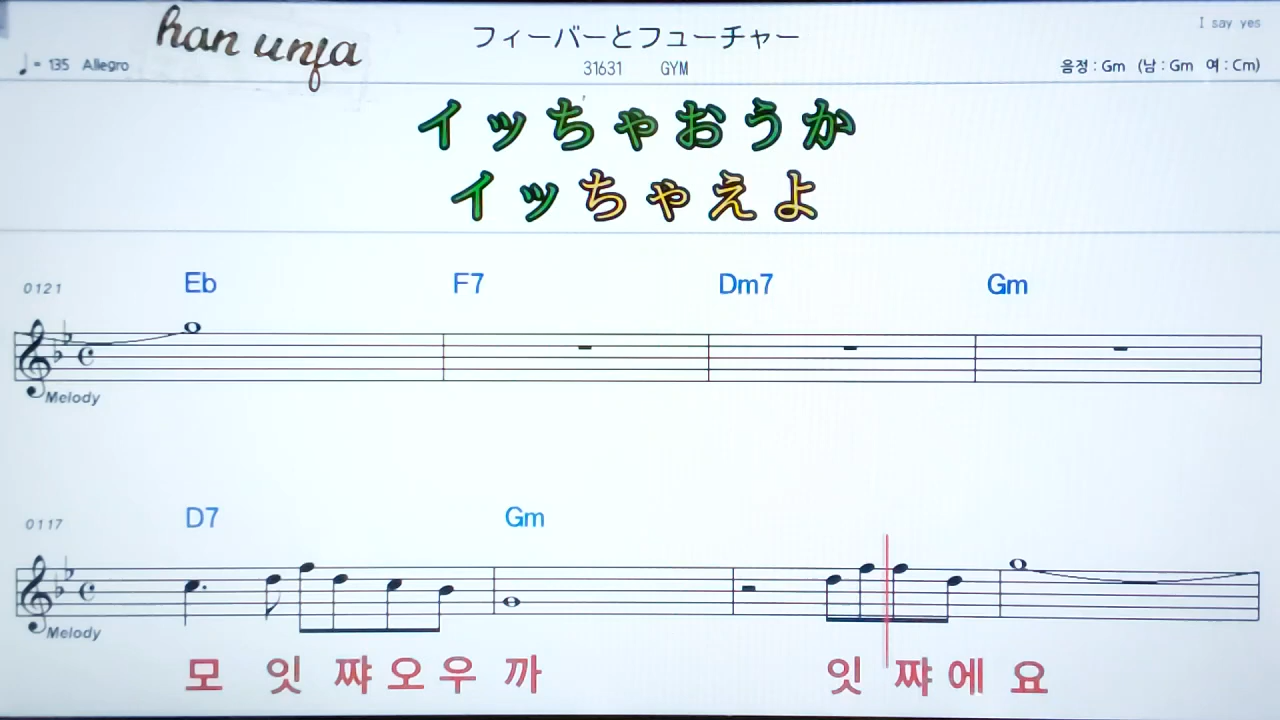 han unfa
フィーバーとフューチャー
I say yes
♩= 135 Allegro
31631 GYM
음정 : Gm (남 : Gm 여 : Cm)
イッちゃおうか
イッちゃえよ
0121
Eb F7 Dm7 Gm
Melody
0117
D7 Gm
Melody
모 잇 쨔 오 우 까 잇 쨔 에 요